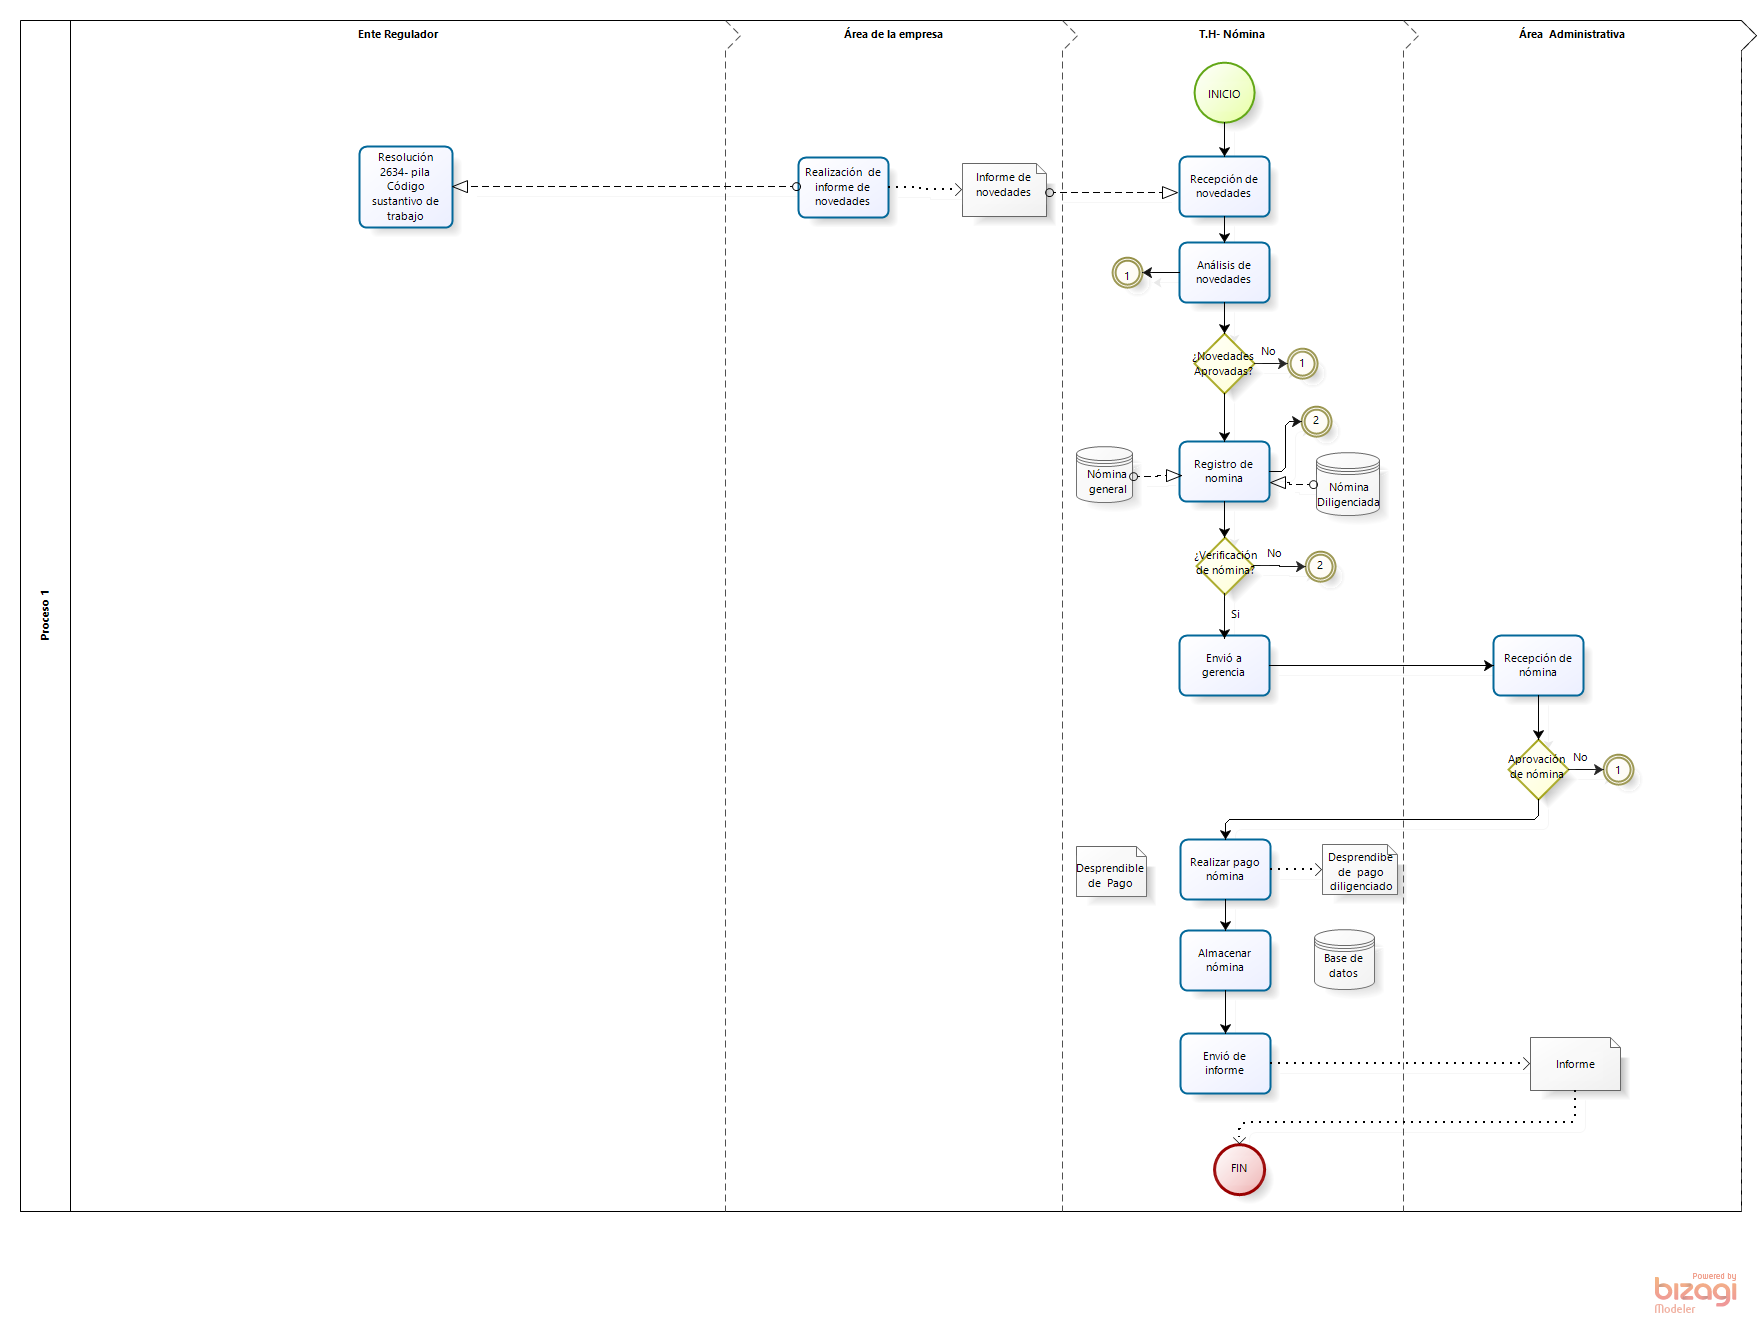 Ente Regulador
Área de la empresa
T.H- Nómina
Área  Administrativa
Proceso 1
INICIO
Resolución
2634- pila
Código
sustantivo de
trabajo
Realización  de
informe de
novedades
Informe de
novedades
Recepción de
novedades
Análisis de
novedades
1
¿Novedades
Aprovadas?
No
1
2
Nómina
general
Registro de
nomina
Nómina
Diligenciada
¿Verificación
de nómina?
No
2
Si
Envió a
gerencia
Recepción de
nómina
Aprovación
de nómina
No
1
Desprendible
de  Pago
Realizar pago
nómina
Desprendibe
de  pago
diligenciado
Almacenar
nómina
Base de
datos
Envió de
informe
Informe
FIN
Powered by
bizagi
Modeler